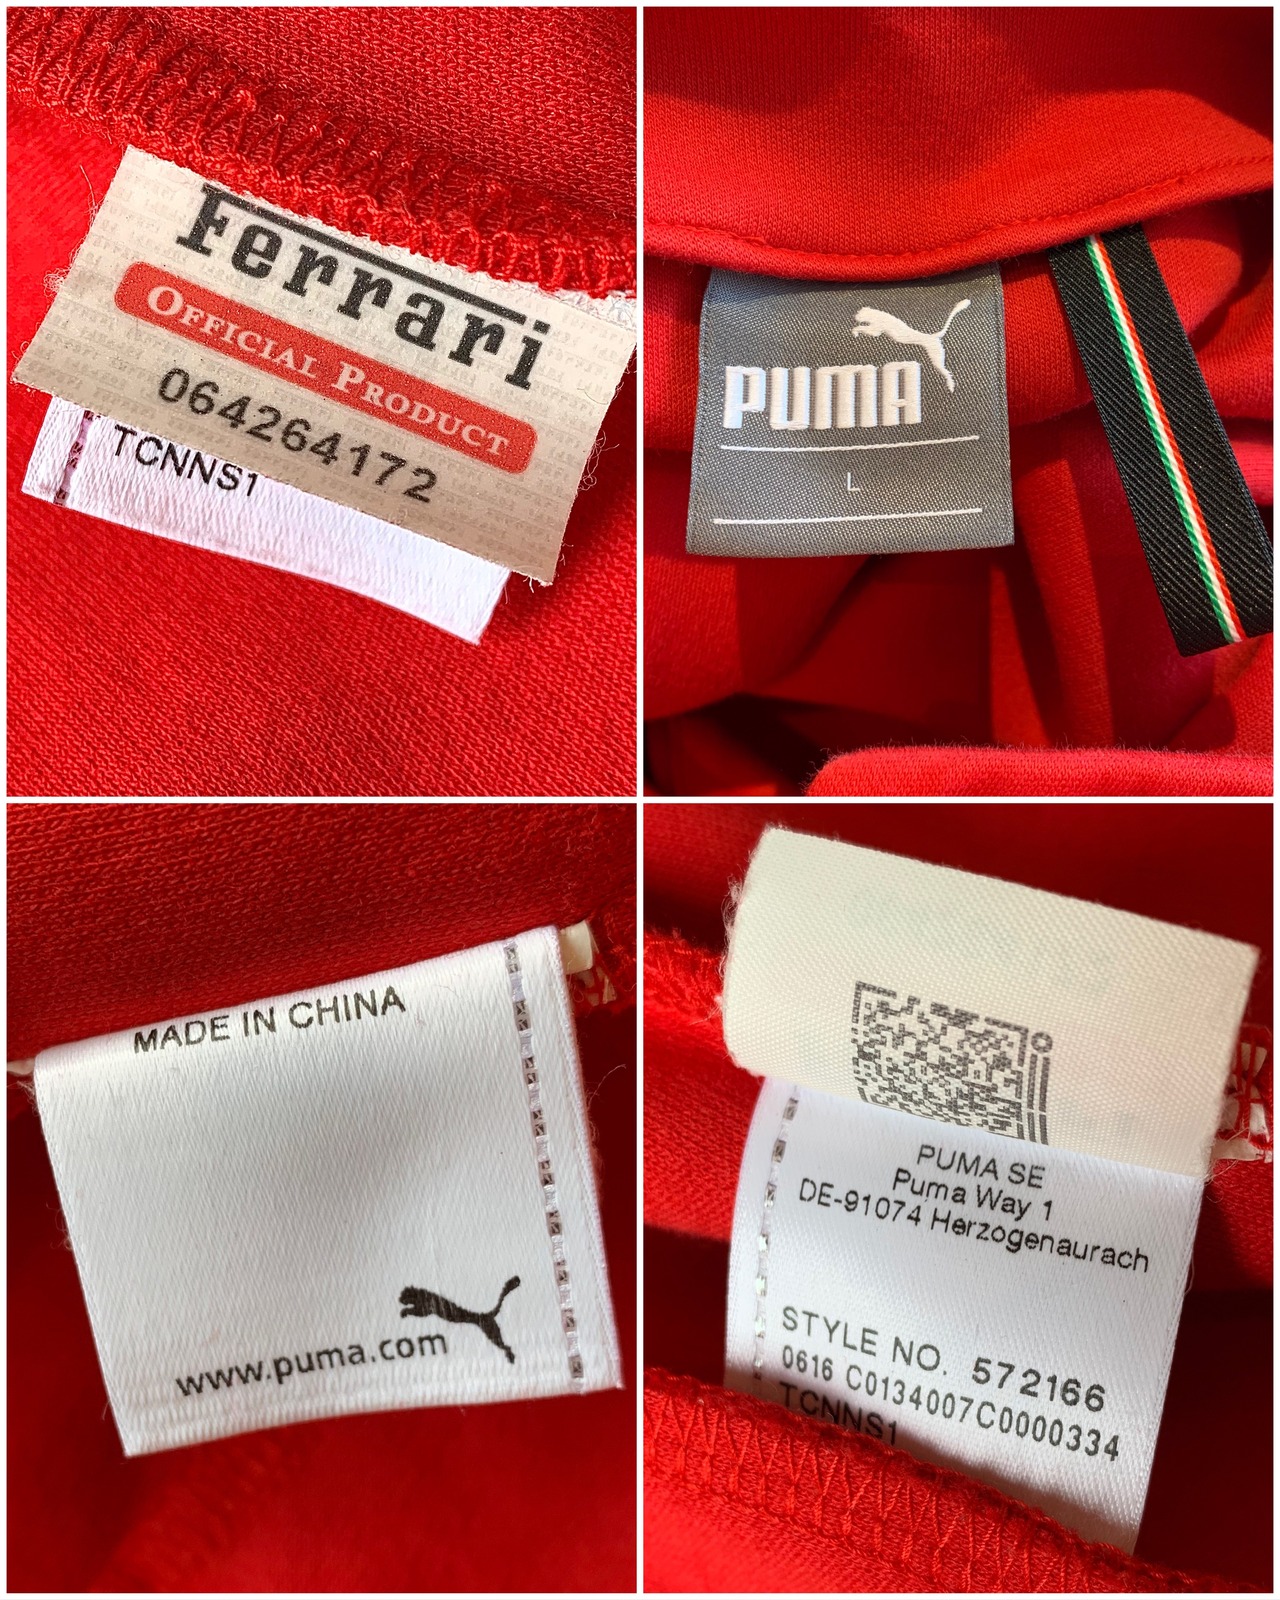 Ferrari
OFFICIAL PRODUCT
064264172
TCNNS1
PUMA
L
MADE IN CHINA
www.puma.com
PUMA SE
Puma Way 1
DE-91074 Herzogenaurach
STYLE NO. 572166
0616 C0134007C0000334
TCNNS1